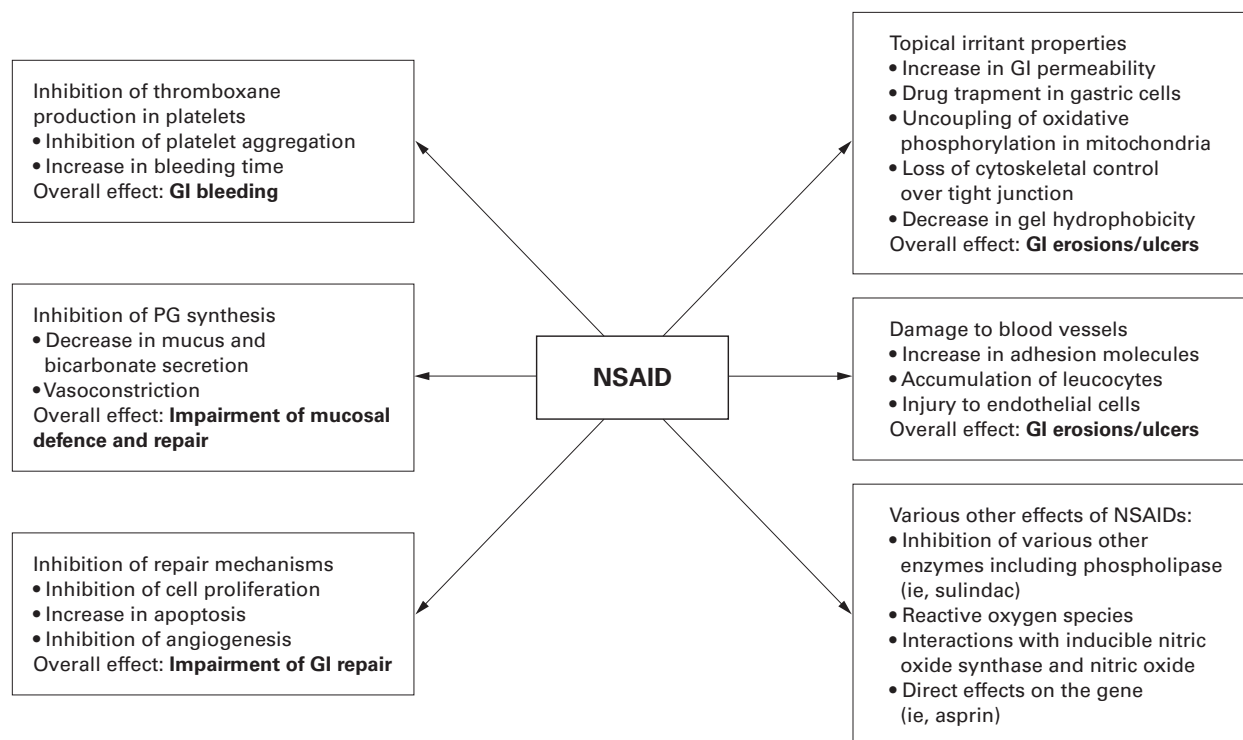 Inhibition of thromboxane
production in platelets
• Inhibition of platelet aggregation
• Increase in bleeding time
Overall effect: GI bleeding
Inhibition of PG synthesis
• Decrease in mucus and
bicarbonate secretion
• Vasoconstriction
Overall effect: Impairment of mucosal
defence and repair
Inhibition of repair mechanisms
• Inhibition of cell proliferation
• Increase in apoptosis
• Inhibition of angiogenesis
Overall effect: Impairment of GI repair
NSAID
Topical irritant properties
• Increase in GI permeability
• Drug trapment in gastric cells
• Uncoupling of oxidative
phosphorylation in mitochondria
• Loss of cytoskeletal control
over tight junction
• Decrease in gel hydrophobicity
Overall effect: GI erosions/ulcers
Damage to blood vessels
• Increase in adhesion molecules
• Accumulation of leucocytes
• Injury to endothelial cells
Overall effect: GI erosions/ulcers
Various other effects of NSAIDs:
• Inhibition of various other
enzymes including phospholipase
(ie, sulindac)
• Reactive oxygen species
• Interactions with inducible nitric
oxide synthase and nitric oxide
• Direct effects on the gene
(ie, asprin)